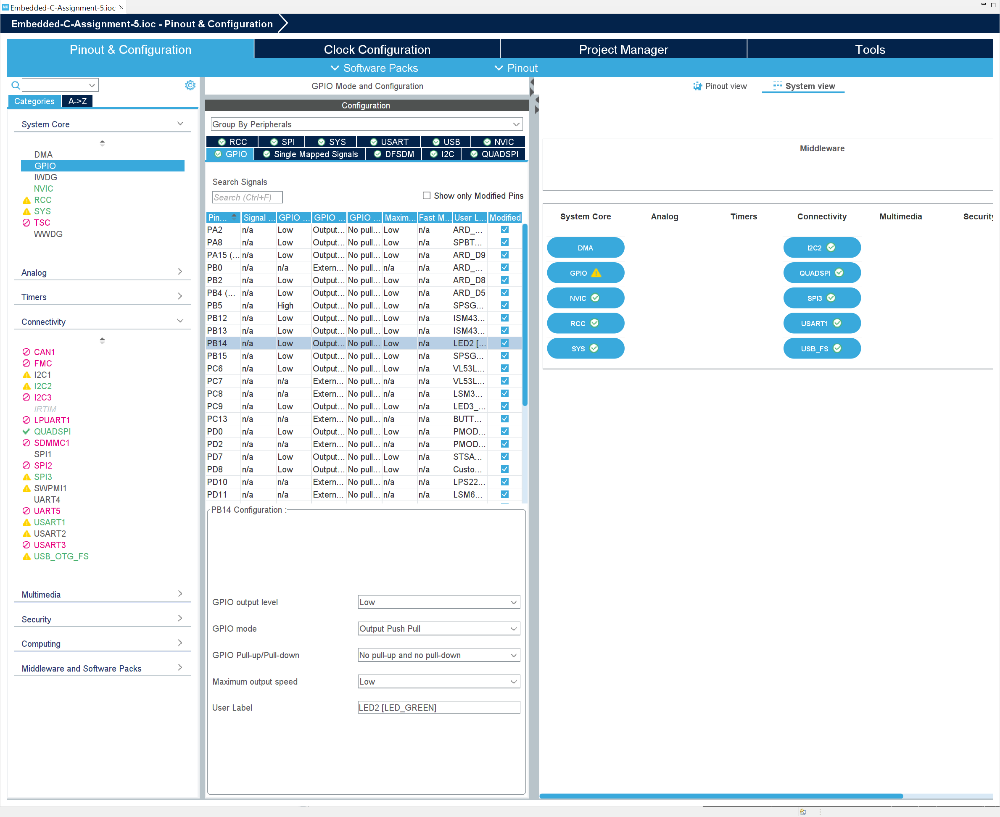 Embedded-C-Assignment-5.ioc
Embedded-C-Assignment-5.ioc - Pinout & Configuration
Pinout & Configuration
Clock Configuration
Project Manager
Tools
Software Packs
Pinout
Categories
A->Z
System Core
DMA
GPIO
IWDG
NVIC
RCC
SYS
TSC
WWDG
Analog
Timers
Connectivity
CAN1
FMC
I2C1
I2C2
I2C3
IRTIM
LPUART1
QUADSPI
SDMMC1
SPI1
SPI2
SPI3
SWPMI1
UART4
UART5
USART1
USART2
USART3
USB_OTG_FS
Multimedia
Security
Computing
Middleware and Software Packs
GPIO Mode and Configuration
Configuration
Group By Peripherals
RCC SPI SYS USART USB NVIC
GPIO Single Mapped Signals DFSDM I2C QUADSPI
Search Signals
Search (Ctrl+F)
Show only Modified Pins
Pin... Signal ... GPIO ... GPIO ... GPIO ... Maxim... Fast M... User L... Modified
PA2 n/a Low Output... No pull... Low n/a ARD_...
PA8 n/a Low Output... No pull... Low n/a SPBT...
PA15 (... n/a Low Output... No pull... Low n/a ARD_D9
PB0 n/a n/a Extern... No pull... n/a n/a ARD_...
PB2 n/a Low Output... No pull... Low n/a ARD_D8
PB4 (... n/a Low Output... No pull... Low n/a ARD_D5
PB5 n/a High Output... No pull... Low n/a SPSG...
PB12 n/a Low Output... No pull... Low n/a ISM43...
PB13 n/a Low Output... No pull... Low n/a ISM43...
PB14 n/a Low Output... No pull... Low n/a LED2 [...
PB15 n/a Low Output... No pull... Low n/a SPSG...
PC6 n/a Low Output... No pull... Low n/a VL53L...
PC7 n/a n/a Extern... No pull... n/a n/a VL53L...
PC8 n/a n/a Extern... No pull... n/a n/a LSM3...
PC9 n/a Low Output... No pull... Low n/a LED3_...
PC13 n/a n/a Extern... No pull... n/a n/a BUTT...
PD0 n/a Low Output... No pull... Low n/a PMOD...
PD2 n/a n/a Extern... No pull... n/a n/a PMOD...
PD7 n/a Low Output... No pull... Low n/a STSA...
PD8 n/a Low Output... No pull... Low n/a Custo...
PD10 n/a n/a Extern... No pull... n/a n/a LPS22...
PD11 n/a n/a Extern... No pull... n/a n/a LSM6...
PB14 Configuration :
GPIO output level Low
GPIO mode Output Push Pull
GPIO Pull-up/Pull-down No pull-up and no pull-down
Maximum output speed Low
User Label LED2 [LED_GREEN]
Pinout view
System view
Middleware
System Core Analog Timers Connectivity Multimedia Security
DMA I2C2
GPIO QUADSPI
NVIC SPI3
RCC USART1
SYS USB_FS